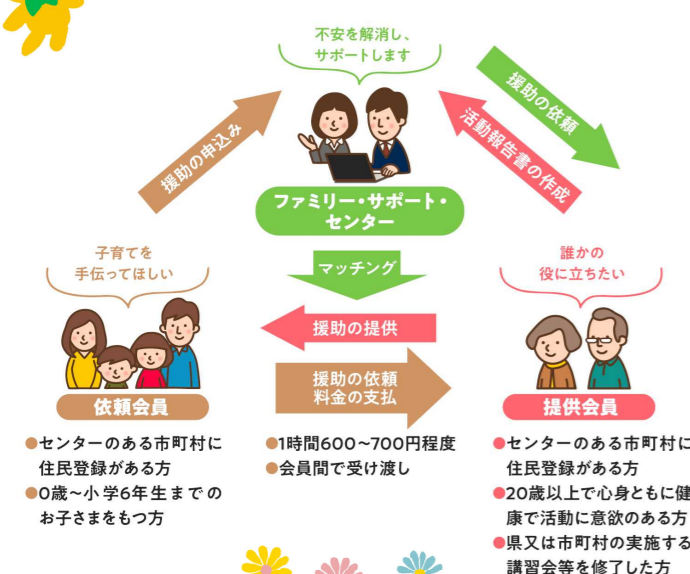 不安を解消し、
サポートします
援助の申込み
援助の依頼
活動報告書の作成
ファミリー・サポート・
センター
マッチング
子育てを
手伝ってほしい
誰かの
役に立ちたい
援助の提供
援助の依頼
料金の支払
依頼会員
提供会員
●センターのある市町村に
住民登録がある方
●0歳~小学6年生までの
お子さまをもつ方
●1時間600~700円程度
●会員間で受け渡し
●センターのある市町村に
住民登録がある方
●20歳以上で心身ともに健
康で活動に意欲のある方
●県又は市町村の実施する
講習会等を修了した方